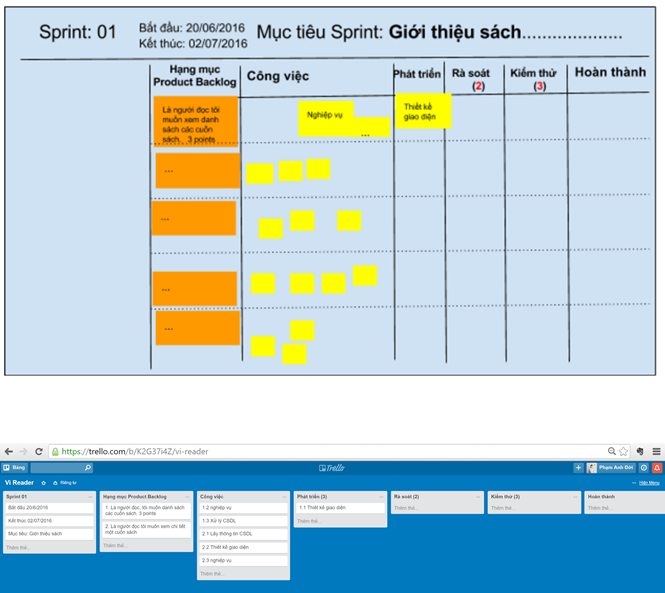 Sprint: 01
Bắt đầu: 20/06/2016
Kết thúc: 02/07/2016
Mục tiêu Sprint: Giới thiệu sách....................
Hạng mục
Product Backlog
Công việc
Phát triển
Rà soát
(2)
Kiểm thử
(3)
Hoàn thành
Là người đọc tôi
muốn xem danh
sách các cuốn
sách. 3 points
Nghiệp vụ
...
Thiết kế
giao diện
...
...
...
...
https://trello.com/b/K2G37i4Z/vi-reader
Bảng
Trello
Phạm Anh Đới
Vi Reader
Riêng tư
Hiện Menu
Sprint 01
Bắt đầu 20/6/2016
Kết thúc 02/07/2016
Mục tiêu: Giới thiệu sách
Thêm thẻ...
Hạng mục Product Backlog
1. Là người đọc, tôi muốn danh sách
các cuốn sách. 3 points
2. Là người đọc tôi muốn xem chi tiết
một cuốn sách
Thêm thẻ...
Công việc
1.2 nghiệp vụ
1.3 Xử lý CSDL
2.1 Lấy thông tin CSDL
2.2 Thiết kế giao diện
2.3 nghiệp vụ
Thêm thẻ...
Phát triển (3)
1.1 Thiết kế giao diện
Thêm thẻ...
Rà soát (2)
Thêm thẻ...
Kiểm thử (3)
Thêm thẻ...
Hoàn thành
Thêm thẻ...